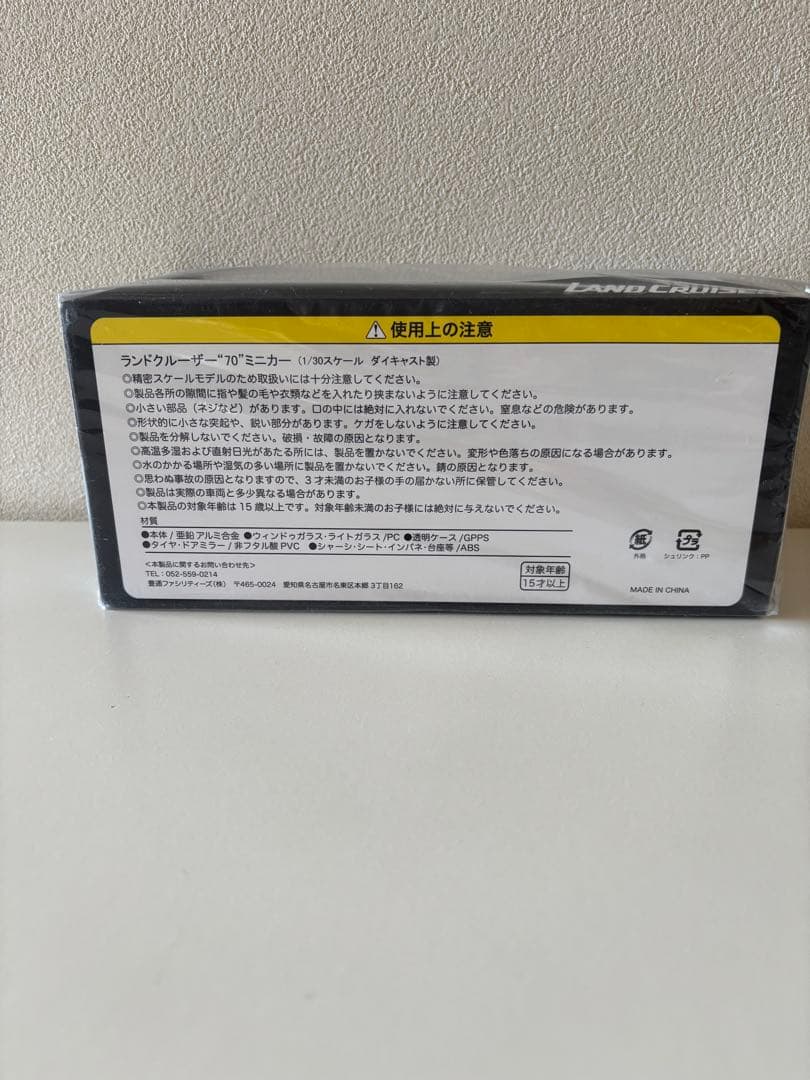 LAND CRUISE
使用上の注意
ランドクルーザー“70”ミニカー（1/30スケール ダイキャスト製）
◎精密スケールモデルのため取扱いには十分注意してください。
◎製品各所の隙間に指や髪の毛や衣類などを入れたり挟まないように注意してください。
◎小さい部品（ネジなど）があります。口の中には絶対に入れないでください。窒息などの危険があります。
◎形状的に小さな突起や、鋭い部分があります。ケガをしないように注意してください。
◎製品を分解しないでください。破損・故障の原因となります。
◎高温多湿および直射日光があたる所には、製品を置かないでください。変形や色落ちの原因になる場合があります。
◎水のかかる場所や湿気の多い場所に製品を置かないでください。錆の原因となります。
◎思わぬ事故の原因となりますので、3才未満のお子様の手の届かない所に保管してください。
◎製品は実際の車両と多少異なる場合があります。
◎本製品の対象年齢は15歳以上です。対象年齢未満のお子様には絶対に与えないでください。
材質
●本体/亜鉛アルミ合金 ●ウィンドゥガラス・ライトガラス/PC ●透明ケース/GPPS
●タイヤ・ドアミラー/非フタル酸PVC ●シャーシ・シート・インパネ・台座等/ABS
紙 プラ
外箱 シュリンク：PP
<本製品に関するお問い合わせ先>
TEL：052-559-0214
豊通ファシリティーズ（株） 〒465-0024 愛知県名古屋市名東区本郷3丁目162
対象年齢
15才以上
MADE IN CHINA